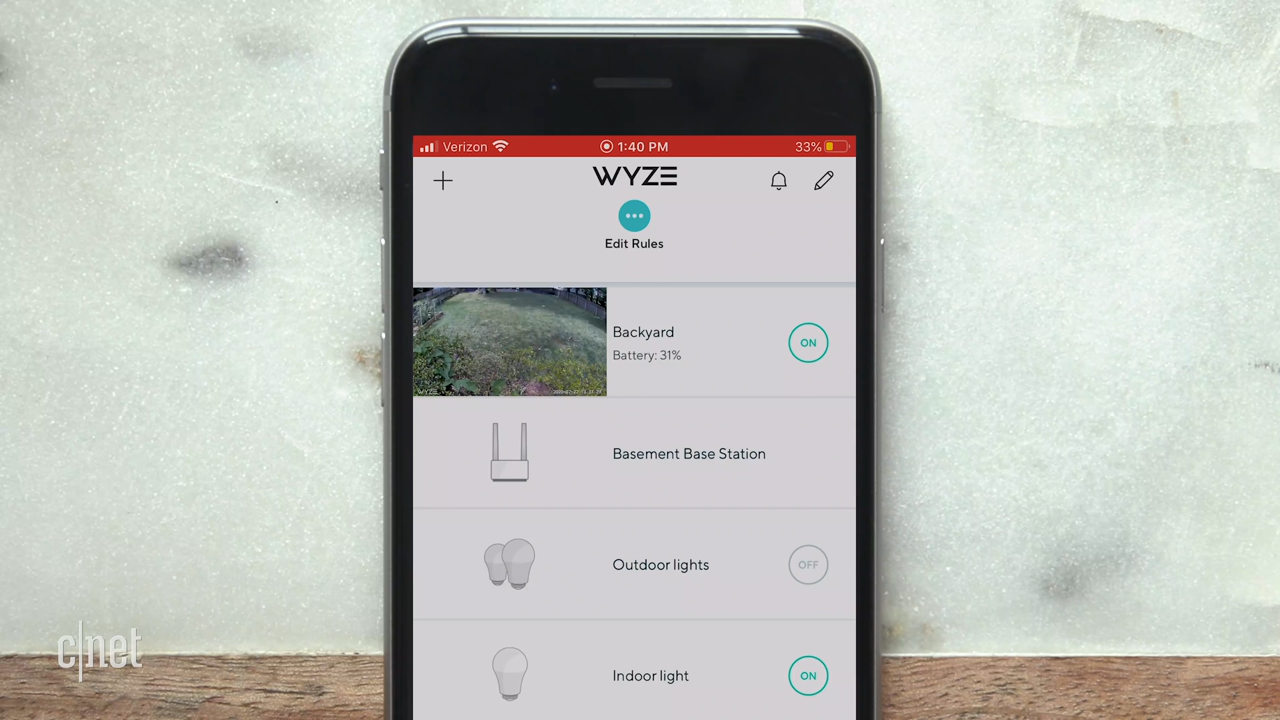 Verizon 1:40 PM 33%
WYZE
Edit Rules
Backyard
Battery: 31%
ON
WYZE
Basement Base Station
Outdoor lights
OFF
Indoor light
ON
c|net